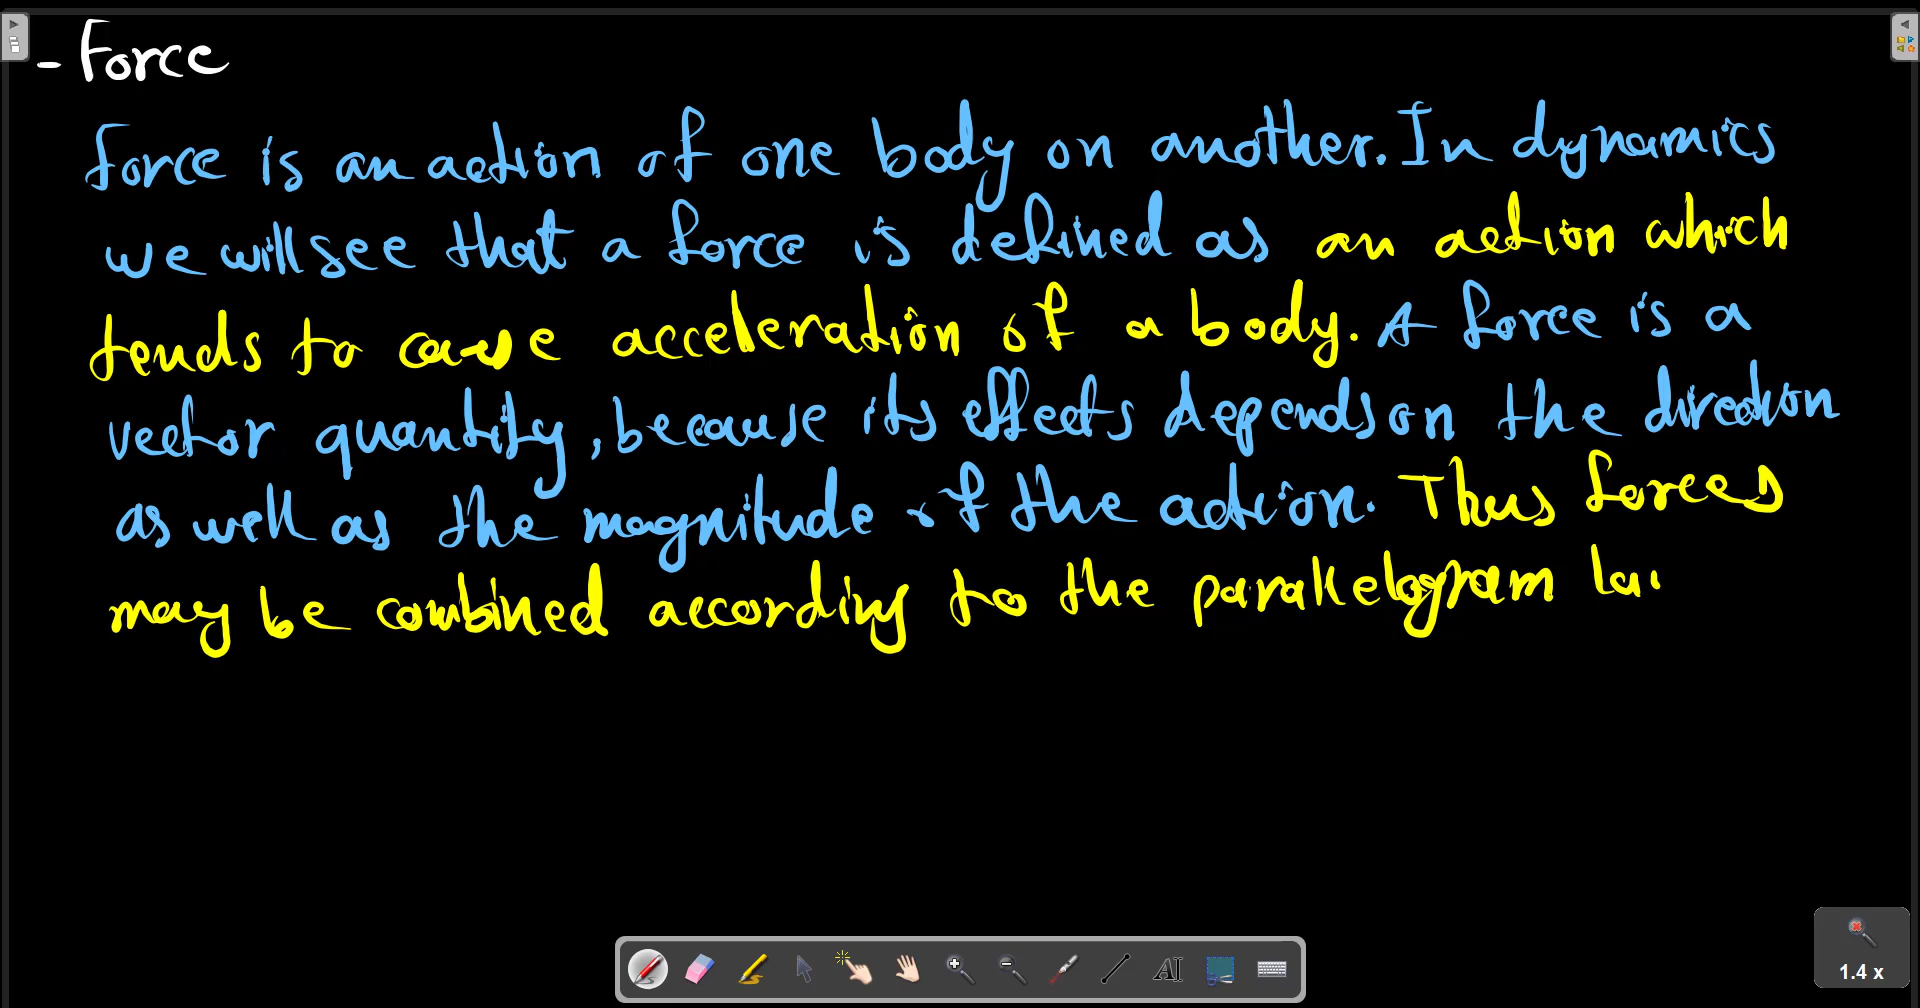 - Force
Force is an action of one body on another. In dynamics
we will see that a force is defined as an action which
tends to cause acceleration of a body. A force is a
vector quantity, because its effects depends on the direction
as well as the magnitude of the action. Thus forces
may be combined according to the parallelogram
1.4 x